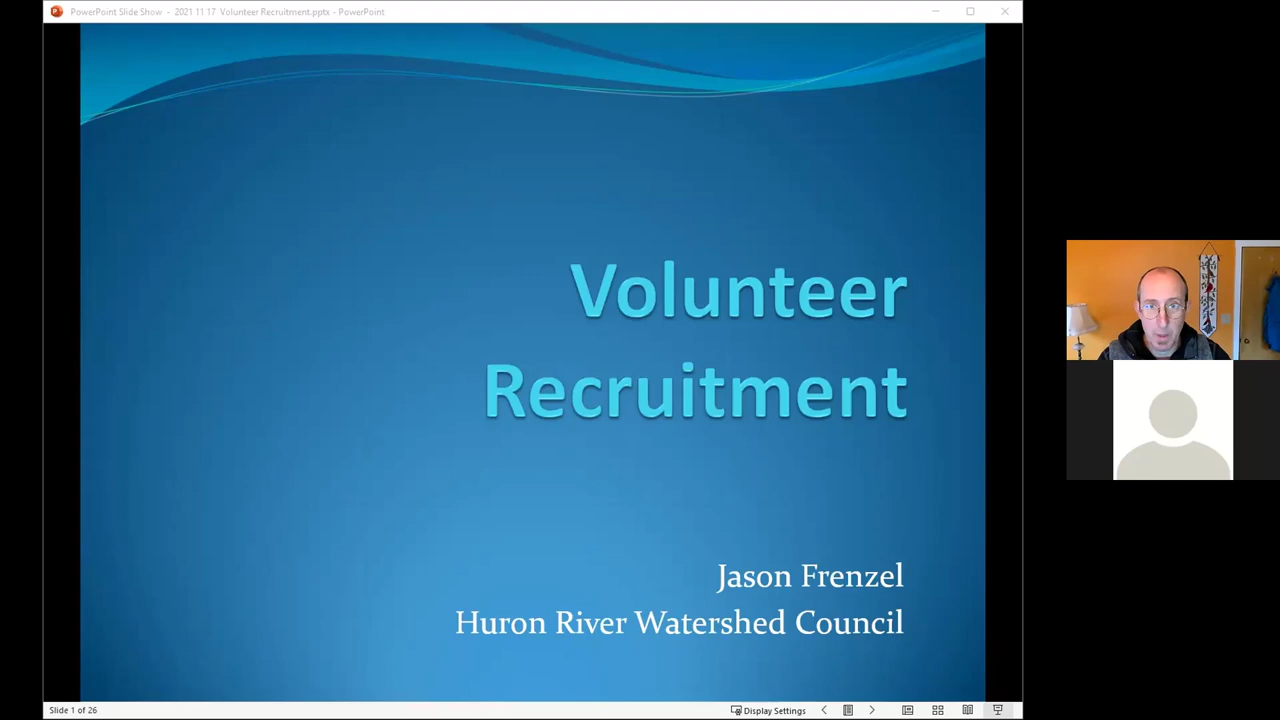 PowerPoint Slide Show - 2021 11 17 Volunteer Recruitment.pptx - PowerPoint
Volunteer
Recruitment
Jason Frenzel
Huron River Watershed Council
Slide 1 of 26
Display Settings